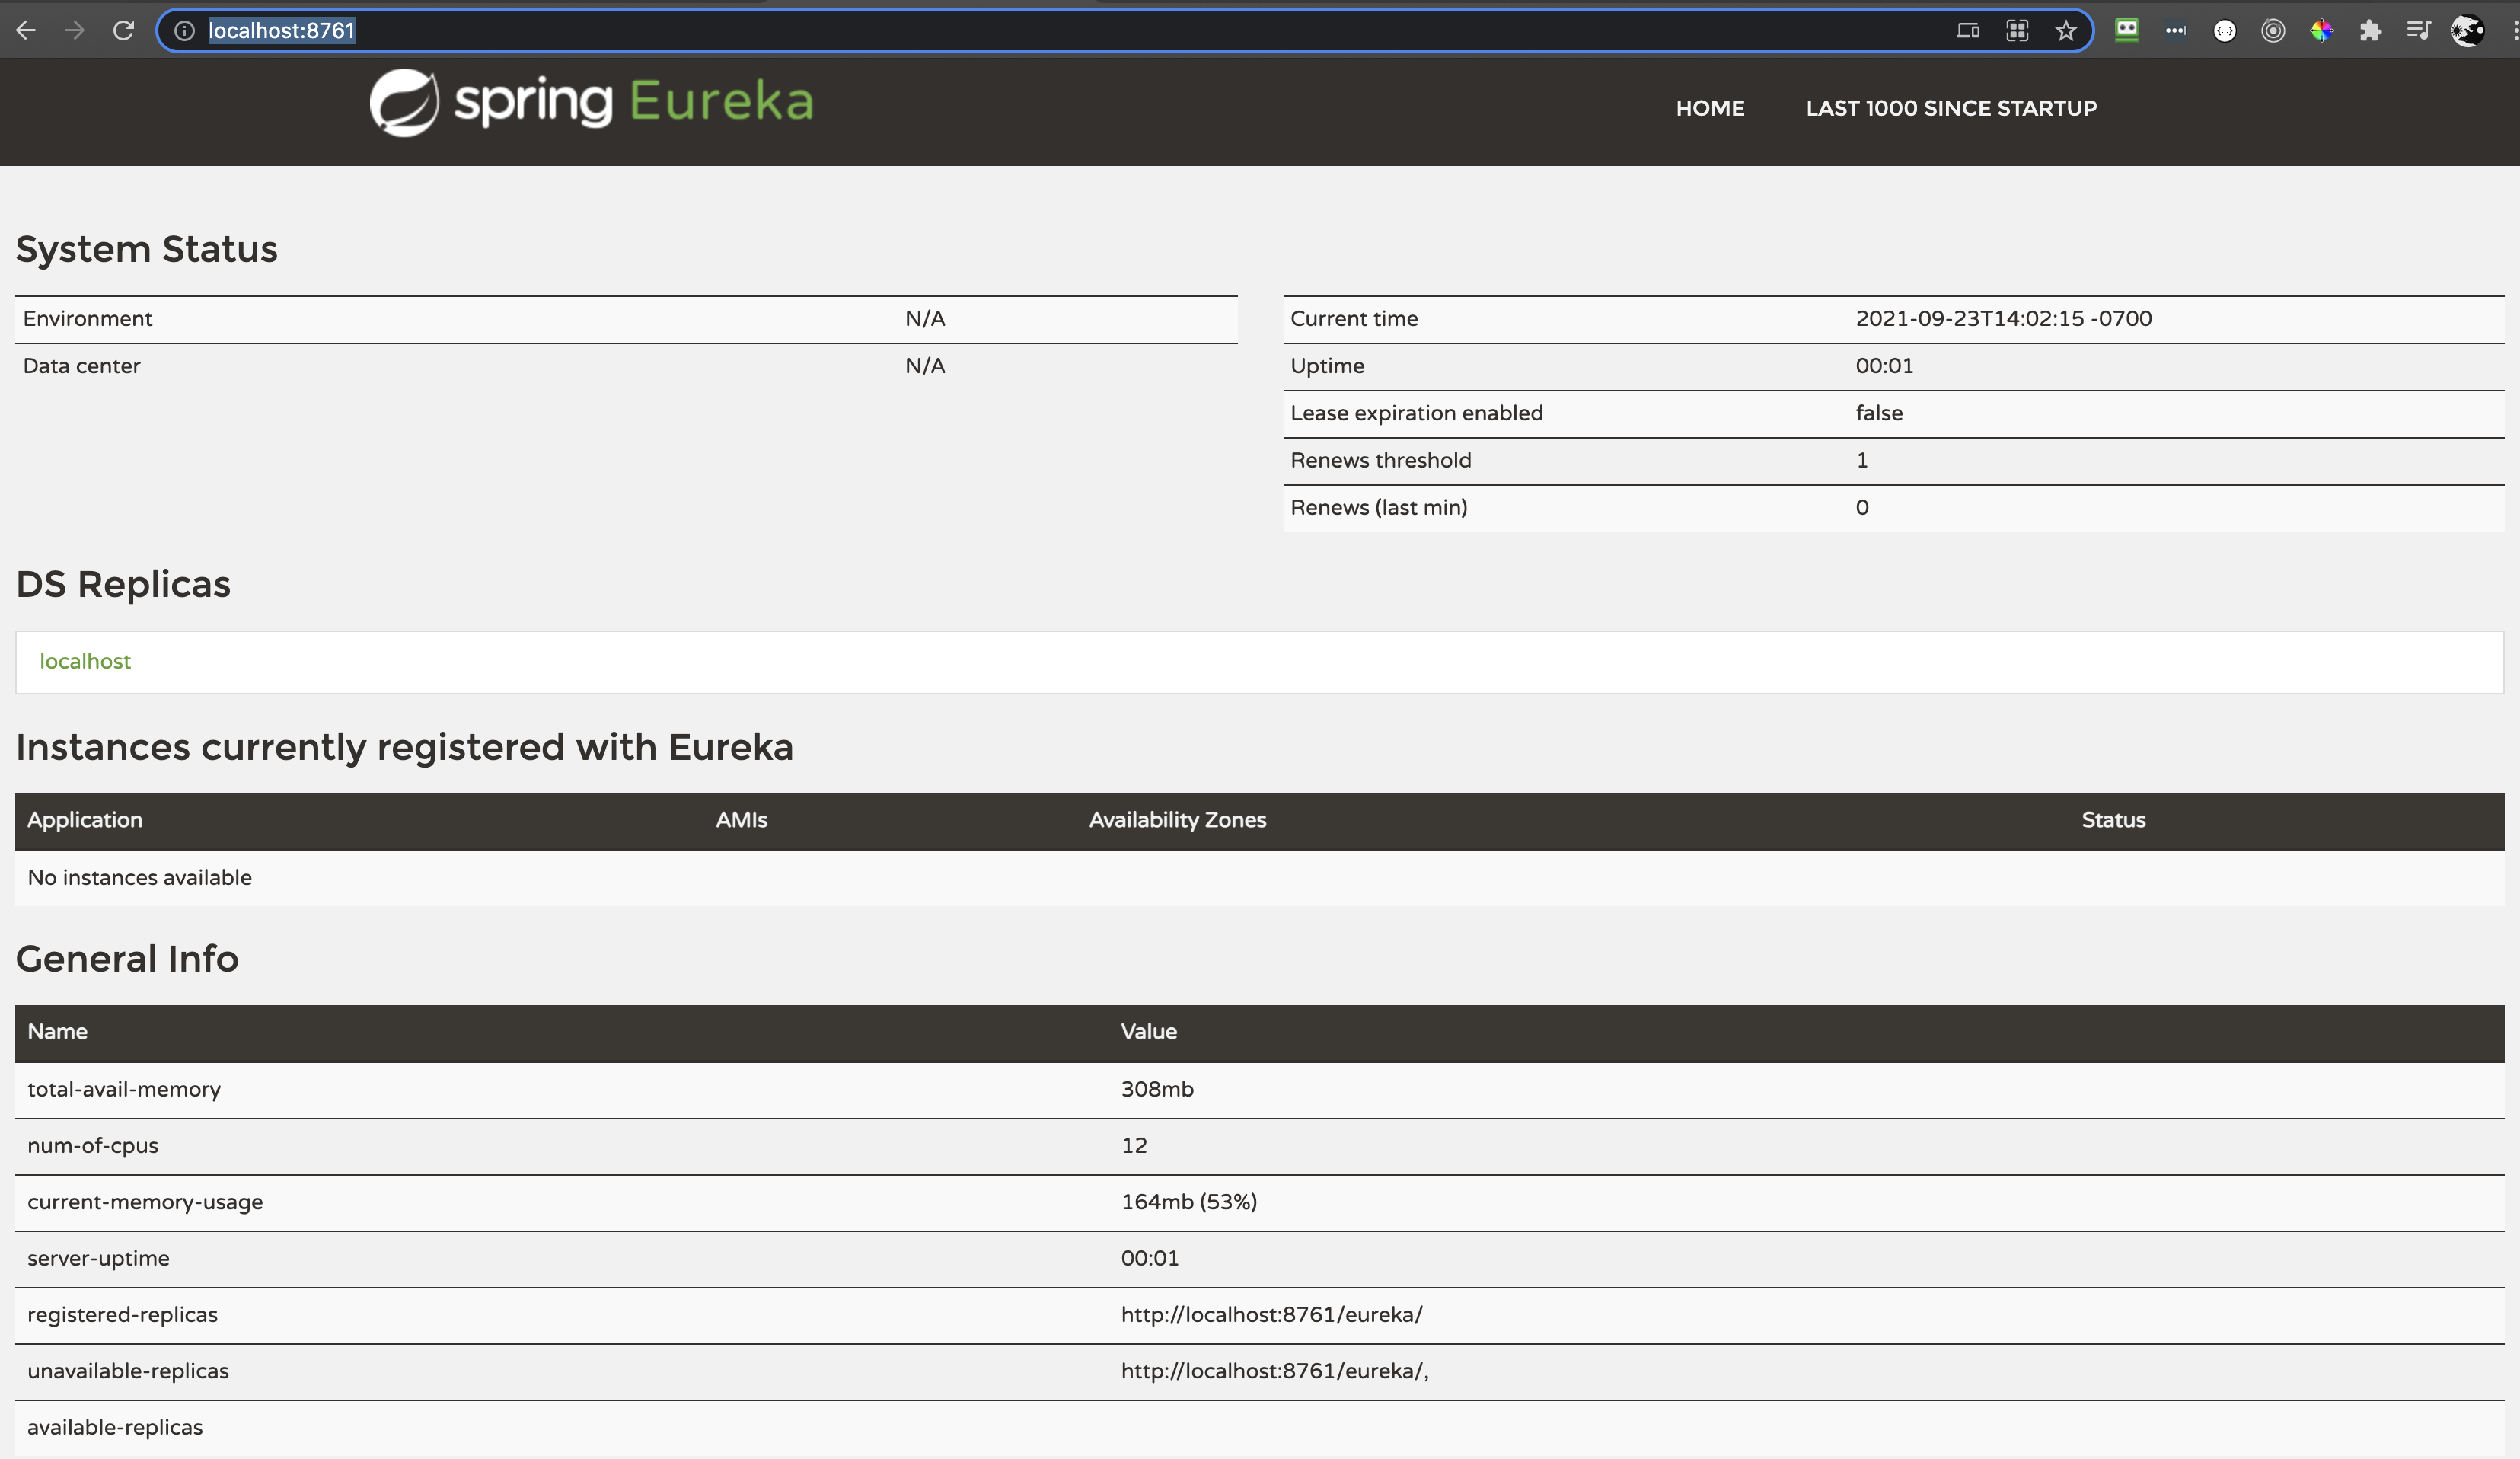 localhost:8761
spring Eureka
HOME LAST 1000 SINCE STARTUP
System Status
Environment N/A
Data center N/A
Current time 2021-09-23T14:02:15 -0700
Uptime 00:01
Lease expiration enabled false
Renews threshold 1
Renews (last min) 0
DS Replicas
localhost
Instances currently registered with Eureka
Application AMIs Availability Zones Status
No instances available
General Info
Name Value
total-avail-memory 308mb
num-of-cpus 12
current-memory-usage 164mb (53%)
server-uptime 00:01
registered-replicas http://localhost:8761/eureka/
unavailable-replicas http://localhost:8761/eureka/,
available-replicas